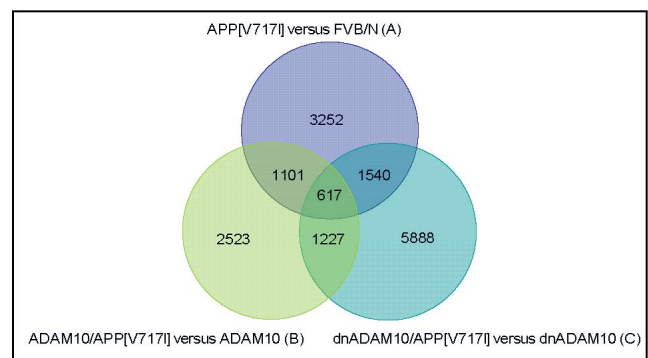 APP[V717I] versus FVB/N (A)
3252
1101
1540
617
2523
1227
5888
ADAM10/APP[V717I] versus ADAM10 (B)
dnADAM10/APP[V717I] versus dnADAM10 (C)